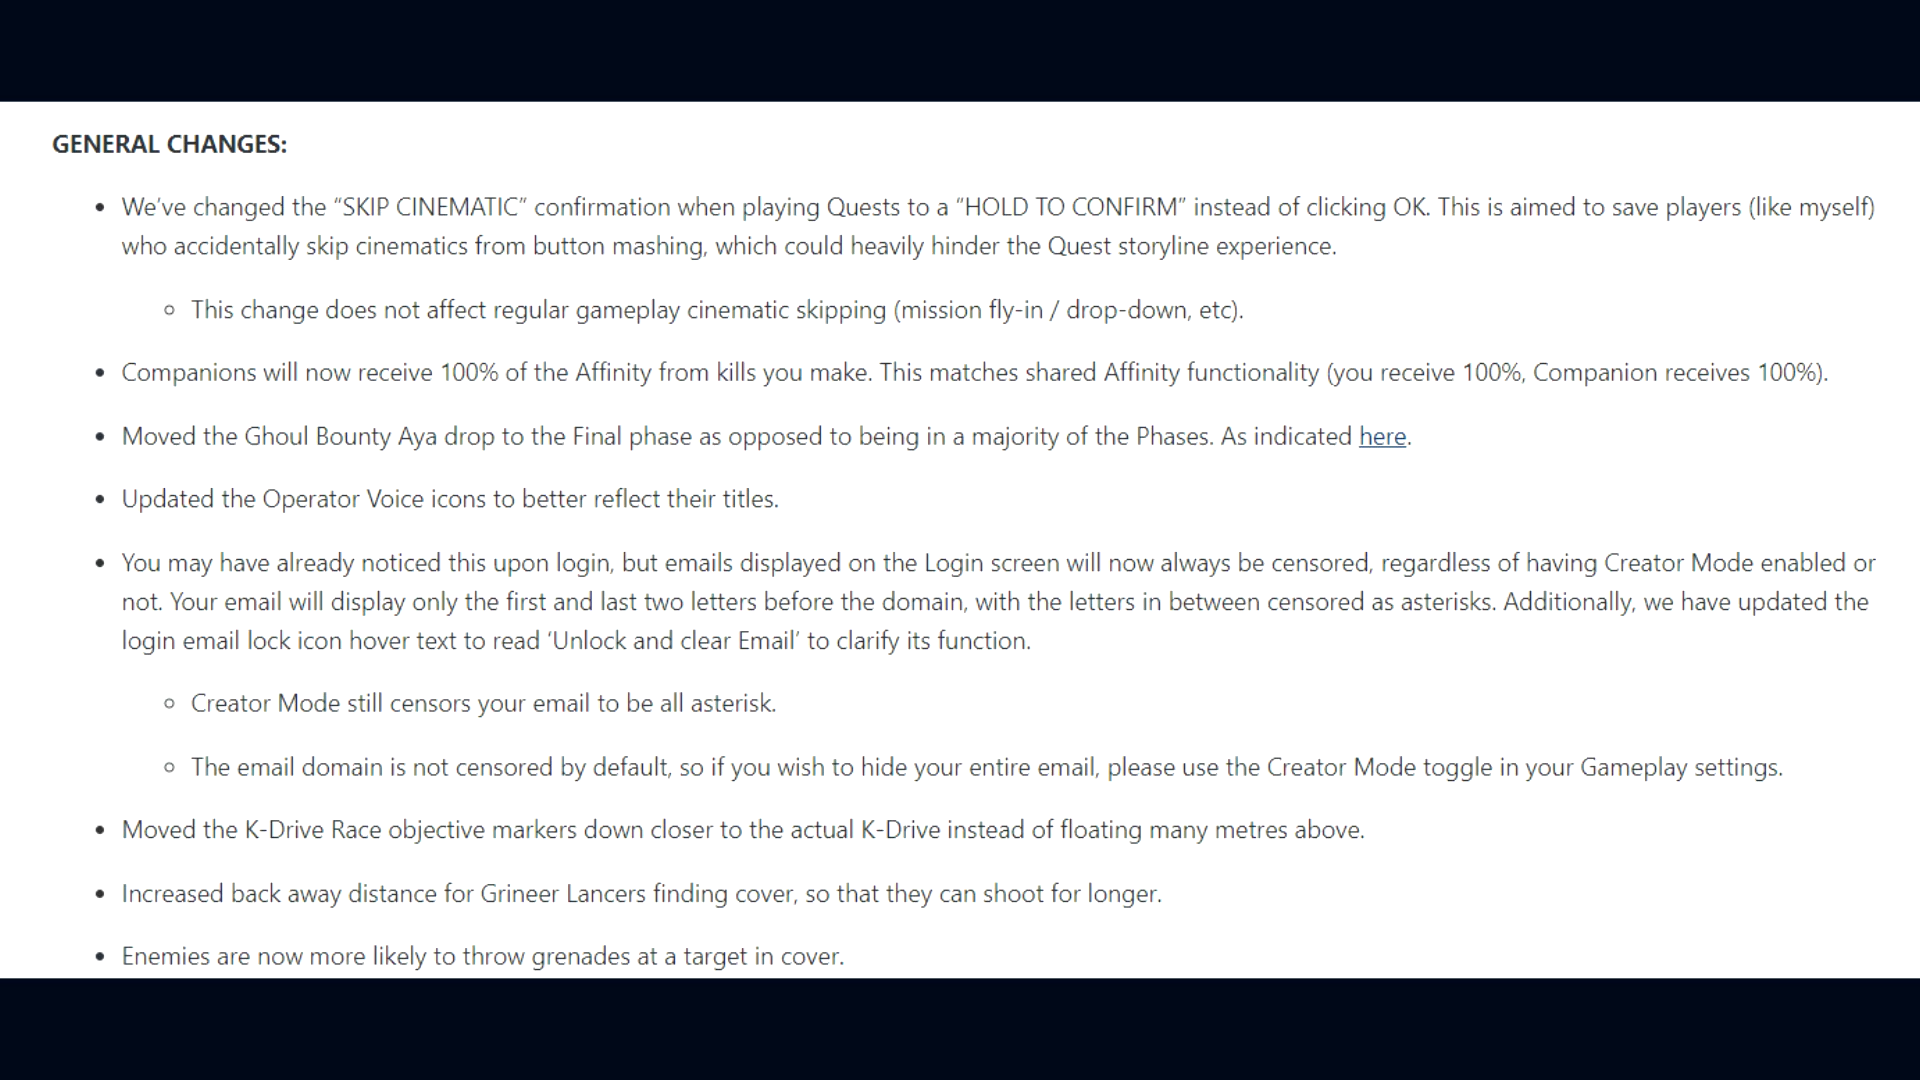 GENERAL CHANGES:
• We’ve changed the “SKIP CINEMATIC” confirmation when playing Quests to a “HOLD TO CONFIRM” instead of clicking OK. This is aimed to save players (like myself)
who accidentally skip cinematics from button mashing, which could heavily hinder the Quest storyline experience.
◦ This change does not affect regular gameplay cinematic skipping (mission fly-in / drop-down, etc).
• Companions will now receive 100% of the Affinity from kills you make. This matches shared Affinity functionality (you receive 100%, Companion receives 100%).
• Moved the Ghoul Bounty Aya drop to the Final phase as opposed to being in a majority of the Phases. As indicated here.
• Updated the Operator Voice icons to better reflect their titles.
• You may have already noticed this upon login, but emails displayed on the Login screen will now always be censored, regardless of having Creator Mode enabled or
not. Your email will display only the first and last two letters before the domain, with the letters in between censored as asterisks. Additionally, we have updated the
login email lock icon hover text to read ‘Unlock and clear Email’ to clarify its function.
◦ Creator Mode still censors your email to be all asterisk.
◦ The email domain is not censored by default, so if you wish to hide your entire email, please use the Creator Mode toggle in your Gameplay settings.
• Moved the K-Drive Race objective markers down closer to the actual K-Drive instead of floating many metres above.
• Increased back away distance for Grineer Lancers finding cover, so that they can shoot for longer.
• Enemies are now more likely to throw grenades at a target in cover.